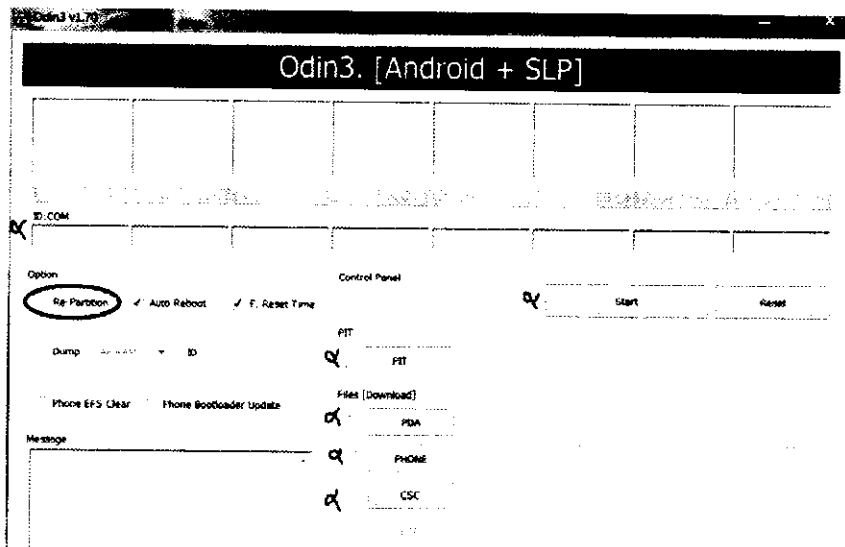 Odin3 v1.70
Odin3. [Android + SLP]
ID:COM
Option
Control Panel
Re-Partition Auto Reboot F. Reset Time
Start Reset
PIT
Dump ID
PIT
Files [Download]
Phone EFS Clear Phone Bootloader Update
PDA
Message
PHONE
CSC